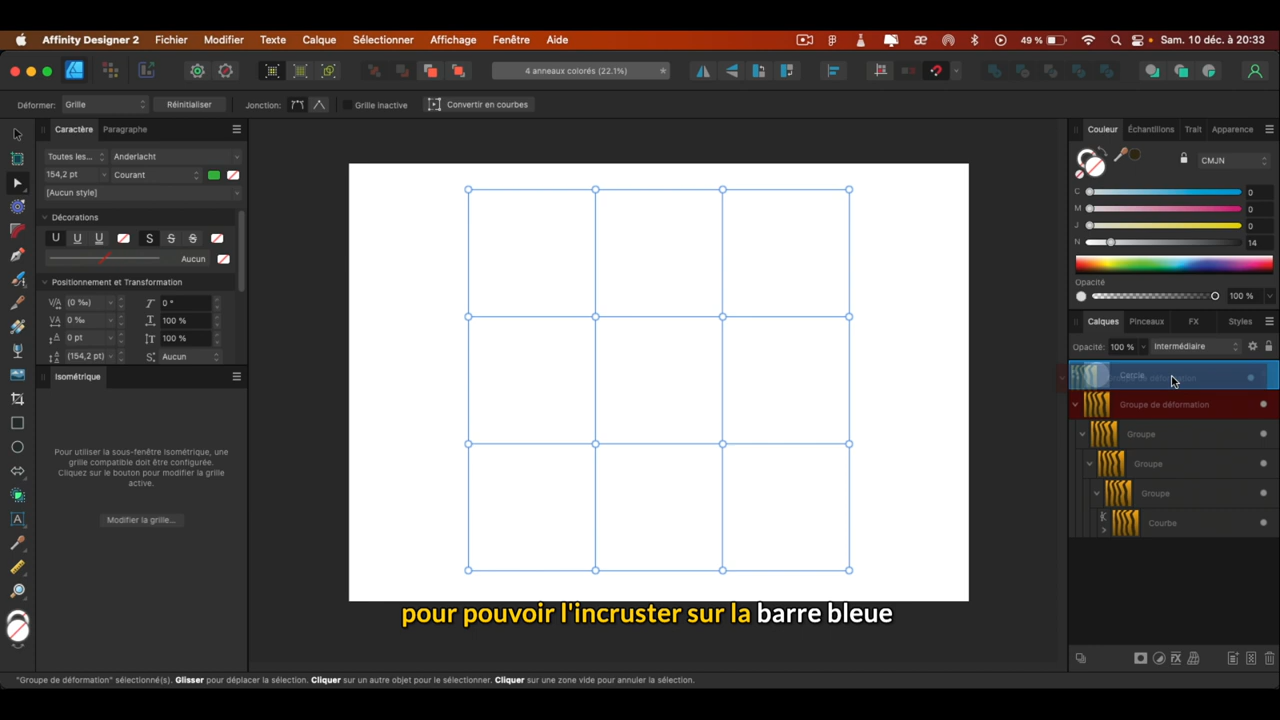 Affinity Designer 2 Fichier Modifier Texte Calque Sélectionner Affichage Fenêtre Aide 49 % Sam. 10 déc. à 20:33
4 anneaux colorés (22.1%)
Déformer: Grille Réinitialiser Jonction: Grille inactive Convertir en courbes
Caractère Paragraphe
Toutes les... Anderlacht
154,2 pt Courant
[Aucun style]
Décorations
U U U S S S
Aucun
Positionnement et Transformation
(0 ‰) 0 °
0 ‰ 100 %
0 pt 100 %
(154,2 pt) Aucun
Isométrique
Pour utiliser la sous-fenêtre Isométrique, une
grille compatible doit être configurée.
Cliquez sur le bouton pour modifier la grille
active.
Modifier la grille...
Couleur Échantillons Trait Apparence
CMJN
C 0
M 0
J 0
N 14
Opacité
100 %
Calques Pinceaux FX Styles
Opacité: 100 % Intermédiaire
Cercle
Groupe de déformation
Groupe
Groupe
Groupe
Courbe
pour pouvoir l'incruster sur la barre bleue
"Groupe de déformation" sélectionné(s). Glisser pour déplacer la sélection. Cliquer sur un autre objet pour le sélectionner. Cliquer sur une zone vide pour annuler la sélection.